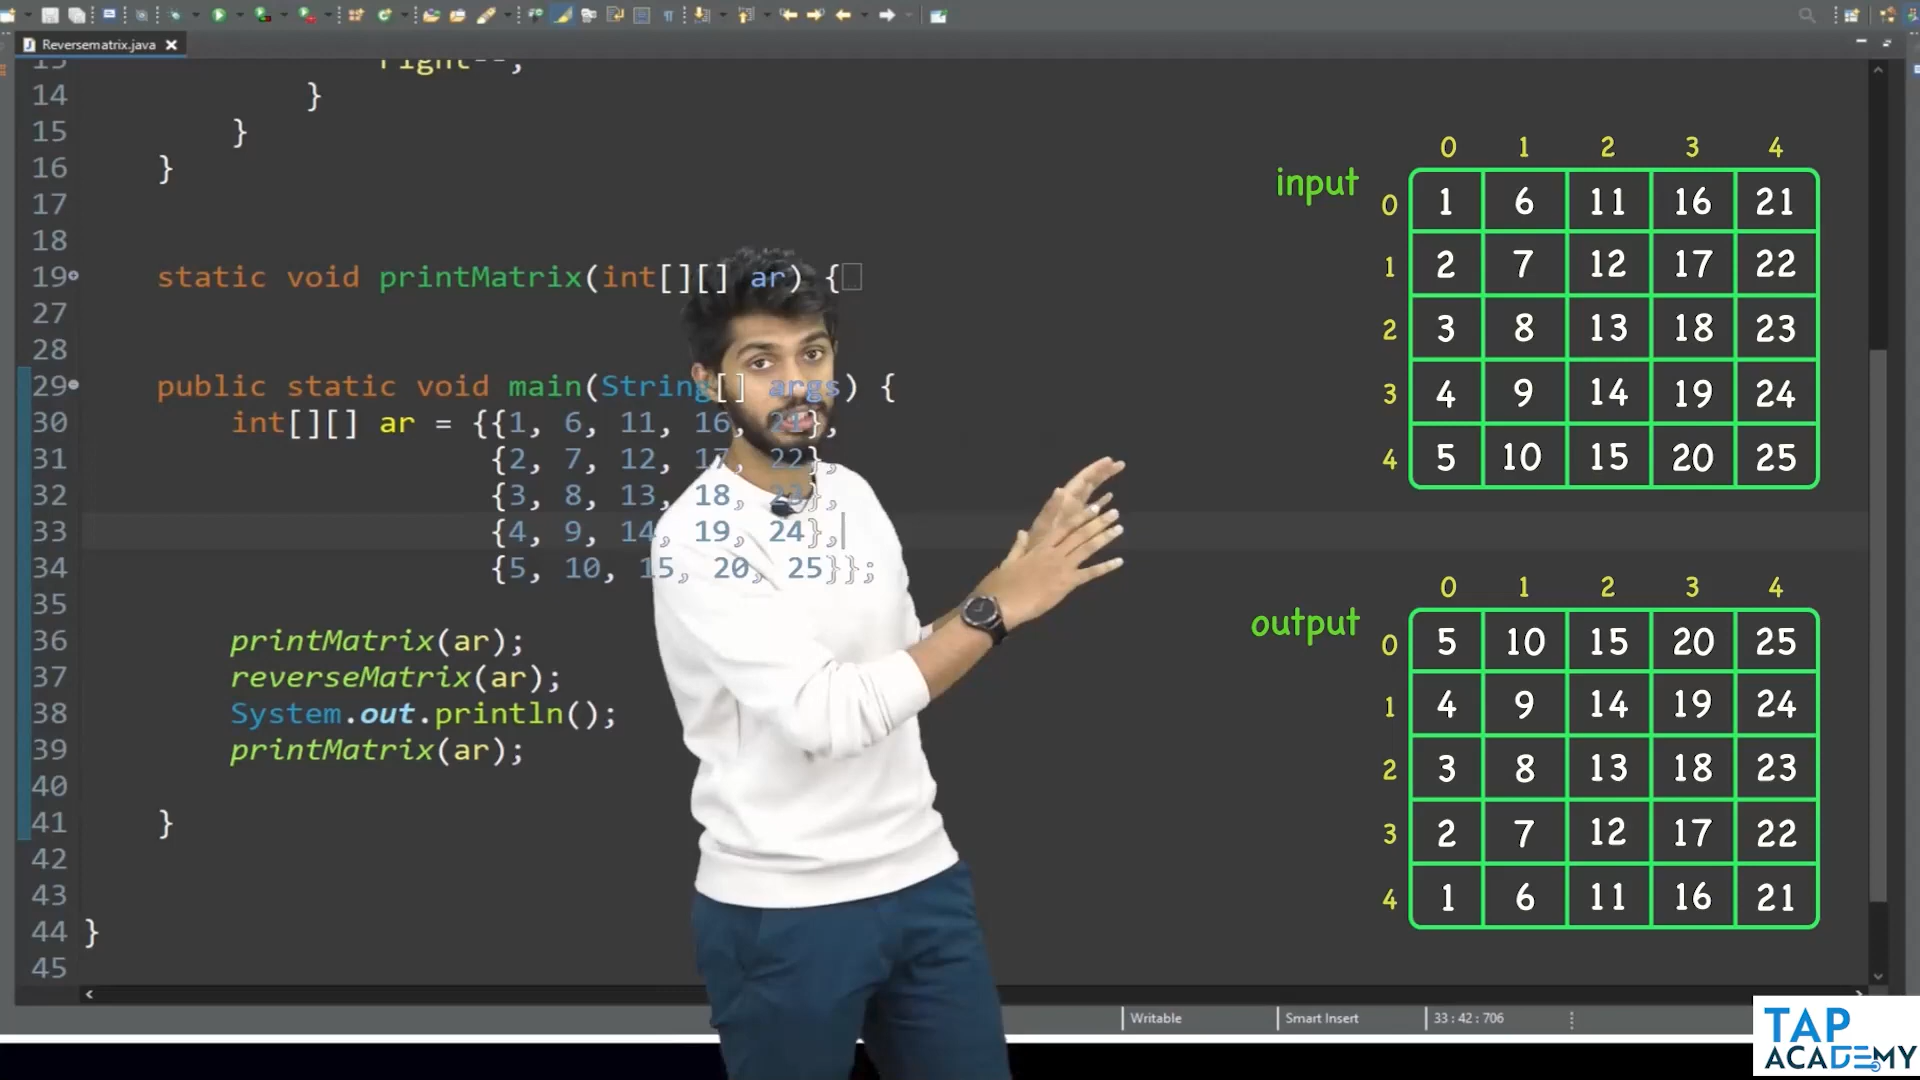 Reversematrix.java
13 right--;
14 }
15 }
16 }
17
18
19 static void printMatrix(int[][] ar) {
27
28
29 public static void main(String[] args) {
30 int[][] ar = {{1, 6, 11, 16, 21},
31 {2, 7, 12, 17, 22},
32 {3, 8, 13, 18, 23},
33 {4, 9, 14, 19, 24},
34 {5, 10, 15, 20, 25}};
35
36 printMatrix(ar);
37 reverseMatrix(ar);
38 System.out.println();
39 printMatrix(ar);
40
41 }
42
43
44 }
45
input
0 1 2 3 4
0 1 6 11 16 21
1 2 7 12 17 22
2 3 8 13 18 23
3 4 9 14 19 24
4 5 10 15 20 25
output
0 1 2 3 4
0 5 10 15 20 25
1 4 9 14 19 24
2 3 8 13 18 23
3 2 7 12 17 22
4 1 6 11 16 21
Writable Smart Insert 33 : 42 : 706
TAP
ACADEMY